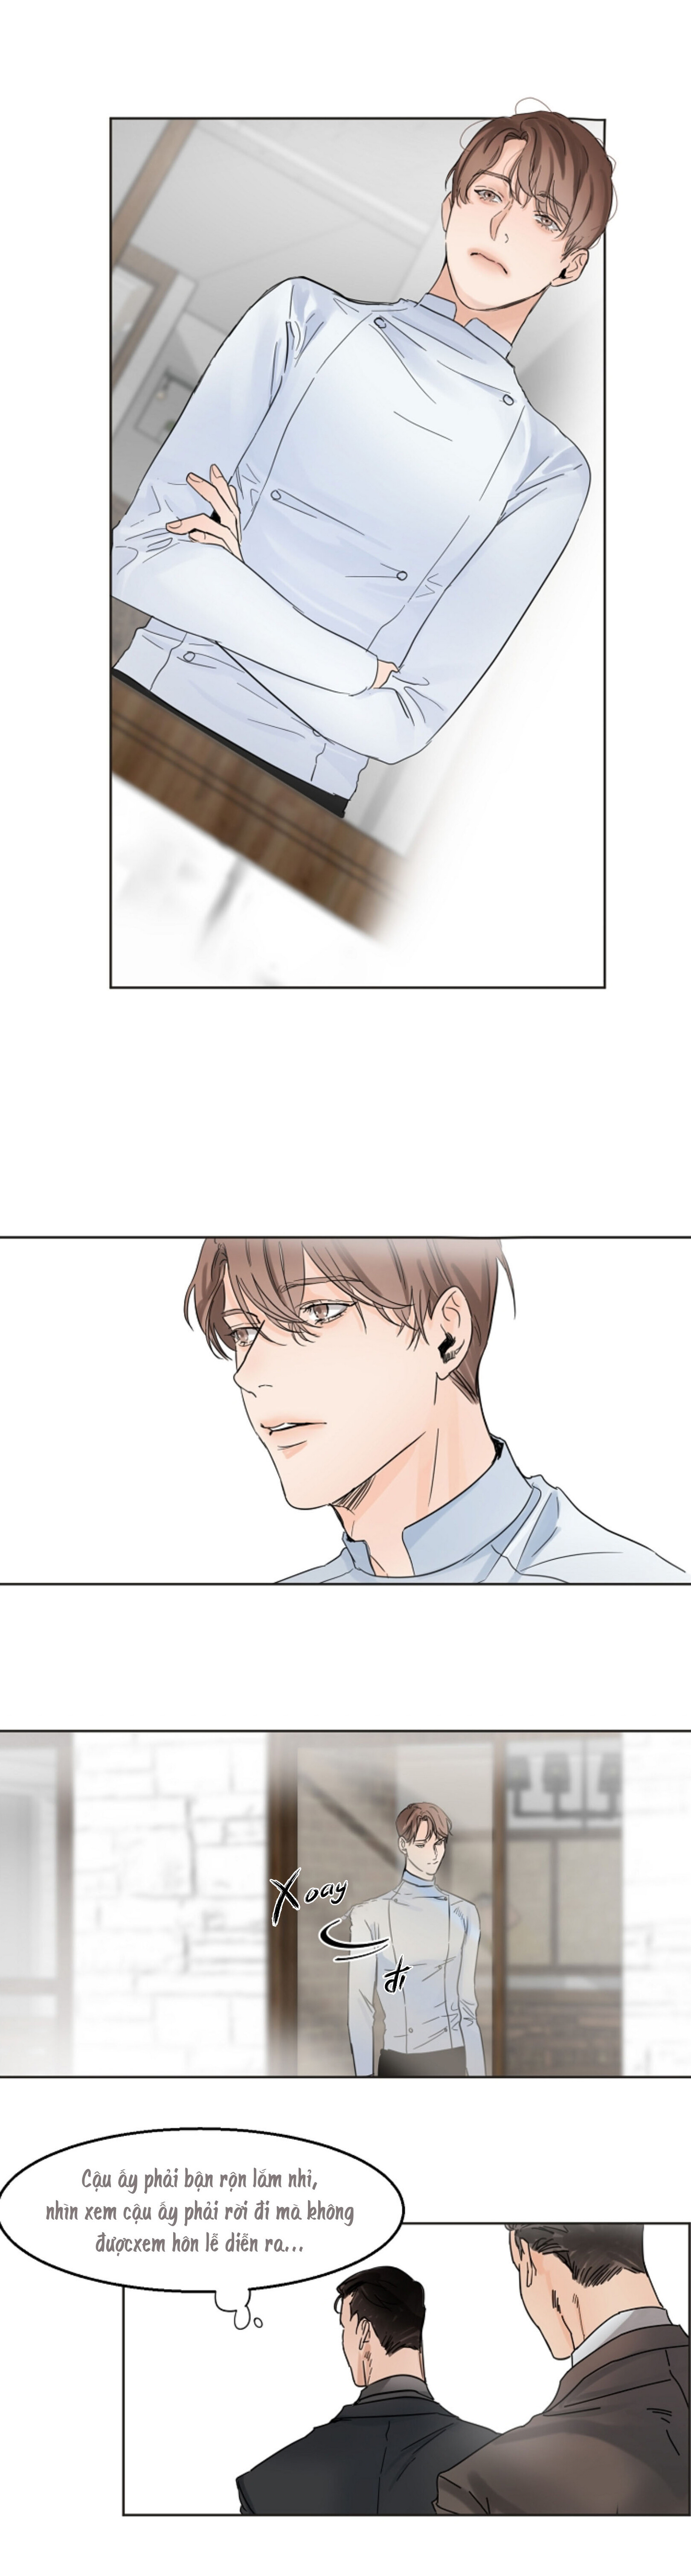 Xoay
đi
Cậu ấy phải bận rộn lắm nhỉ,
nhìn xem cậu ấy phải rời đi mà không
đượcxem hôn lễ diễn ra...